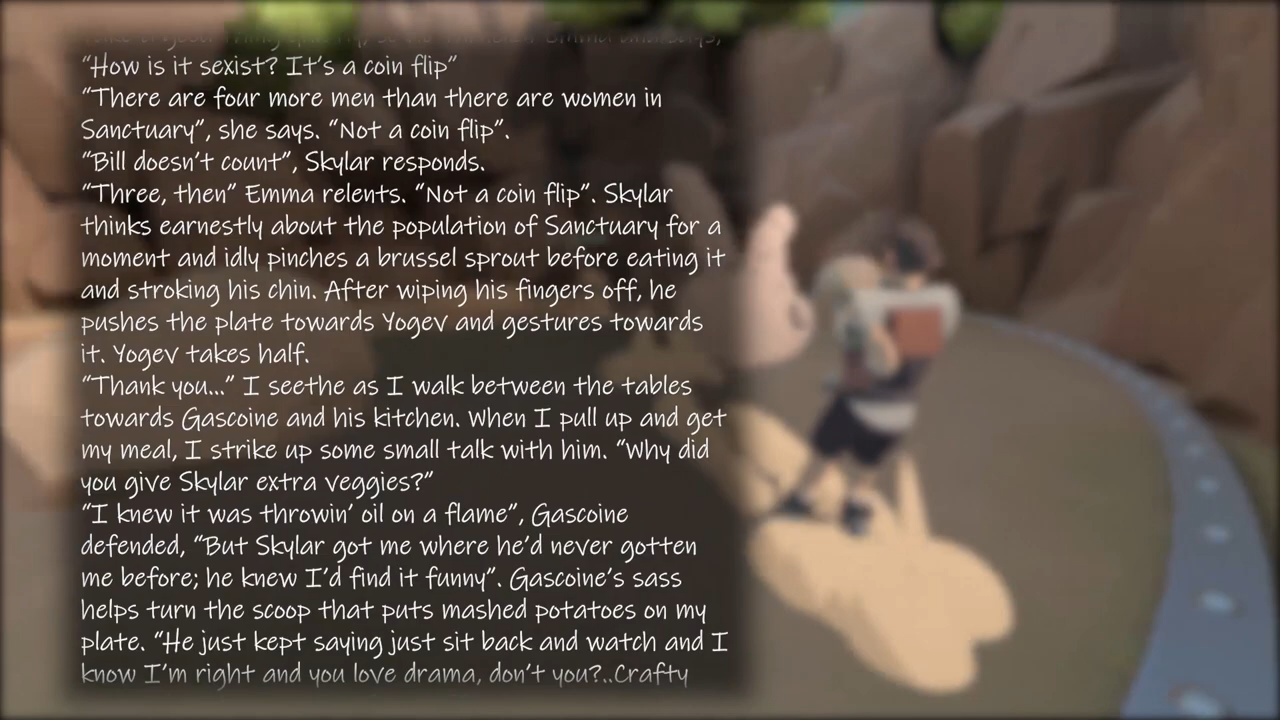 “How is it sexist? It’s a coin flip”
“There are four more men than there are women in
Sanctuary”, she says. “Not a coin flip”.
“Bill doesn’t count”, Skylar responds.
“Three, then” Emma relents. “Not a coin flip”. Skylar
thinks earnestly about the population of Sanctuary for a
moment and idly pinches a brussel sprout before eating it
and stroking his chin. After wiping his fingers off, he
pushes the plate towards Yogev and gestures towards
it. Yogev takes half.
“Thank you...” I seethe as I walk between the tables
towards Gascoine and his kitchen. When I pull up and get
my meal, I strike up some small talk with him. “Why did
you give Skylar extra veggies?”
“I knew it was throwin’ oil on a flame”, Gascoine
defended, “But Skylar got me where he’d never gotten
me before; he knew I’d find it funny”. Gascoine’s sass
helps turn the scoop that puts mashed potatoes on my
plate. “He just kept saying just sit back and watch and I
know I’m right and you love drama, don’t you?..Crafty